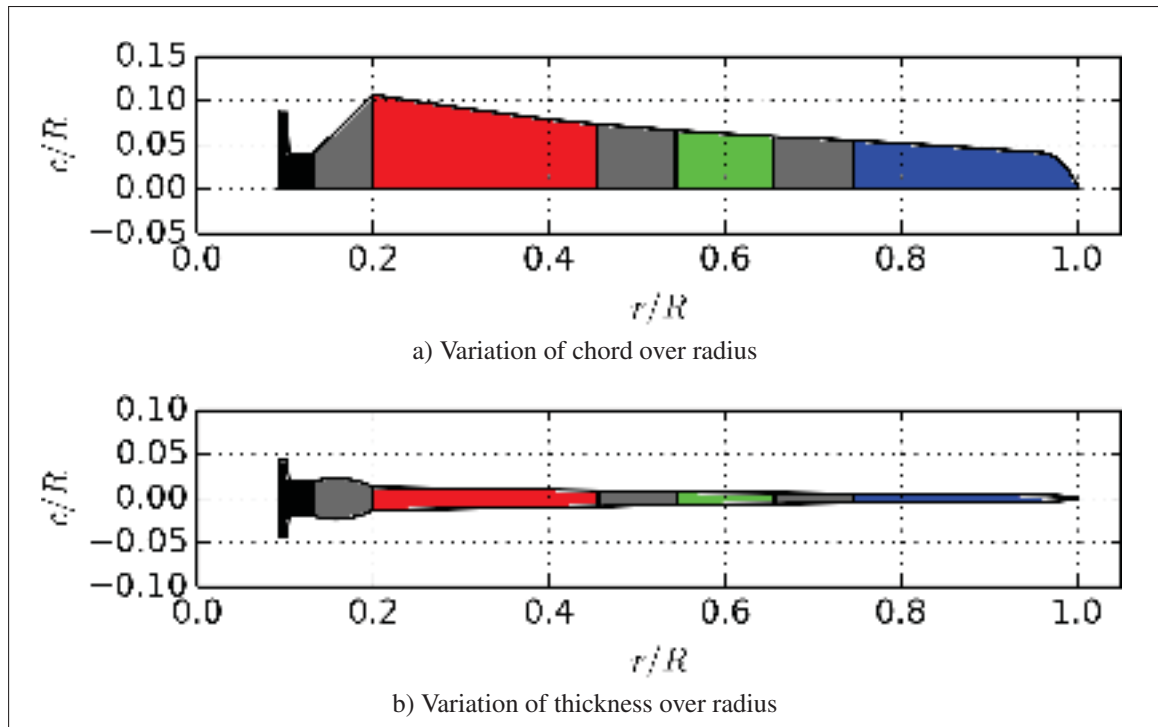 0.15
0.10
0.05
0.00
−0.05
c/R
0.0 0.2 0.4 0.6 0.8 1.0
r/R
a) Variation of chord over radius
0.10
0.05
0.00
−0.05
−0.10
c/R
0.0 0.2 0.4 0.6 0.8 1.0
r/R
b) Variation of thickness over radius